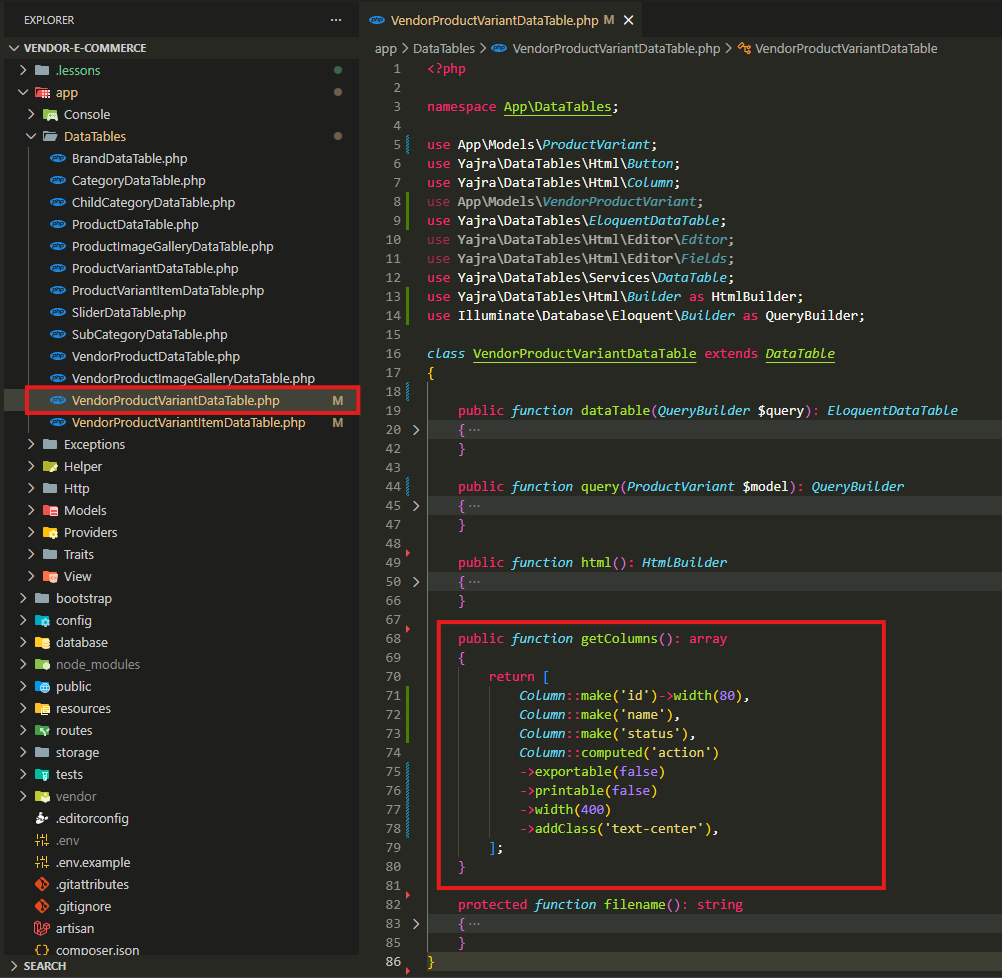 EXPLORER ...
VENDOR-E-COMMERCE
.lessons
app
Console
DataTables
BrandDataTable.php
CategoryDataTable.php
ChildCategoryDataTable.php
ProductDataTable.php
ProductImageGalleryDataTable.php
ProductVariantDataTable.php
ProductVariantItemDataTable.php
SliderDataTable.php
SubCategoryDataTable.php
VendorProductDataTable.php
VendorProductImageGalleryDataTable.php
VendorProductVariantDataTable.php M
VendorProductVariantItemDataTable.php M
Exceptions
Helper
Http
Models
Providers
Traits
View
bootstrap
config
database
node_modules
public
resources
routes
storage
tests
vendor
.editorconfig
.env
.env.example
.gitattributes
.gitignore
artisan
composer.json
SEARCH
VendorProductVariantDataTable.php M
app > DataTables > VendorProductVariantDataTable.php > VendorProductVariantDataTable
1 <?php
2
3 namespace App\DataTables;
4
5 use App\Models\ProductVariant;
6 use Yajra\DataTables\Html\Button;
7 use Yajra\DataTables\Html\Column;
8 use App\Models\VendorProductVariant;
9 use Yajra\DataTables\EloquentDataTable;
10 use Yajra\DataTables\Html\Editor\Editor;
11 use Yajra\DataTables\Html\Editor\Fields;
12 use Yajra\DataTables\Services\DataTable;
13 use Yajra\DataTables\Html\Builder as HtmlBuilder;
14 use Illuminate\Database\Eloquent\Builder as QueryBuilder;
15
16 class VendorProductVariantDataTable extends DataTable
17 {
18
19 public function dataTable(QueryBuilder $query): EloquentDataTable
20 { ...
42 }
43
44 public function query(ProductVariant $model): QueryBuilder
45 { ...
47 }
48
49 public function html(): HtmlBuilder
50 { ...
66 }
67
68 public function getColumns(): array
69 {
70 return [
71 Column::make('id')->width(80),
72 Column::make('name'),
73 Column::make('status'),
74 Column::computed('action')
75 ->exportable(false)
76 ->printable(false)
77 ->width(400)
78 ->addClass('text-center'),
79 ];
80 }
81
82 protected function filename(): string
83 { ...
85 }
86 }